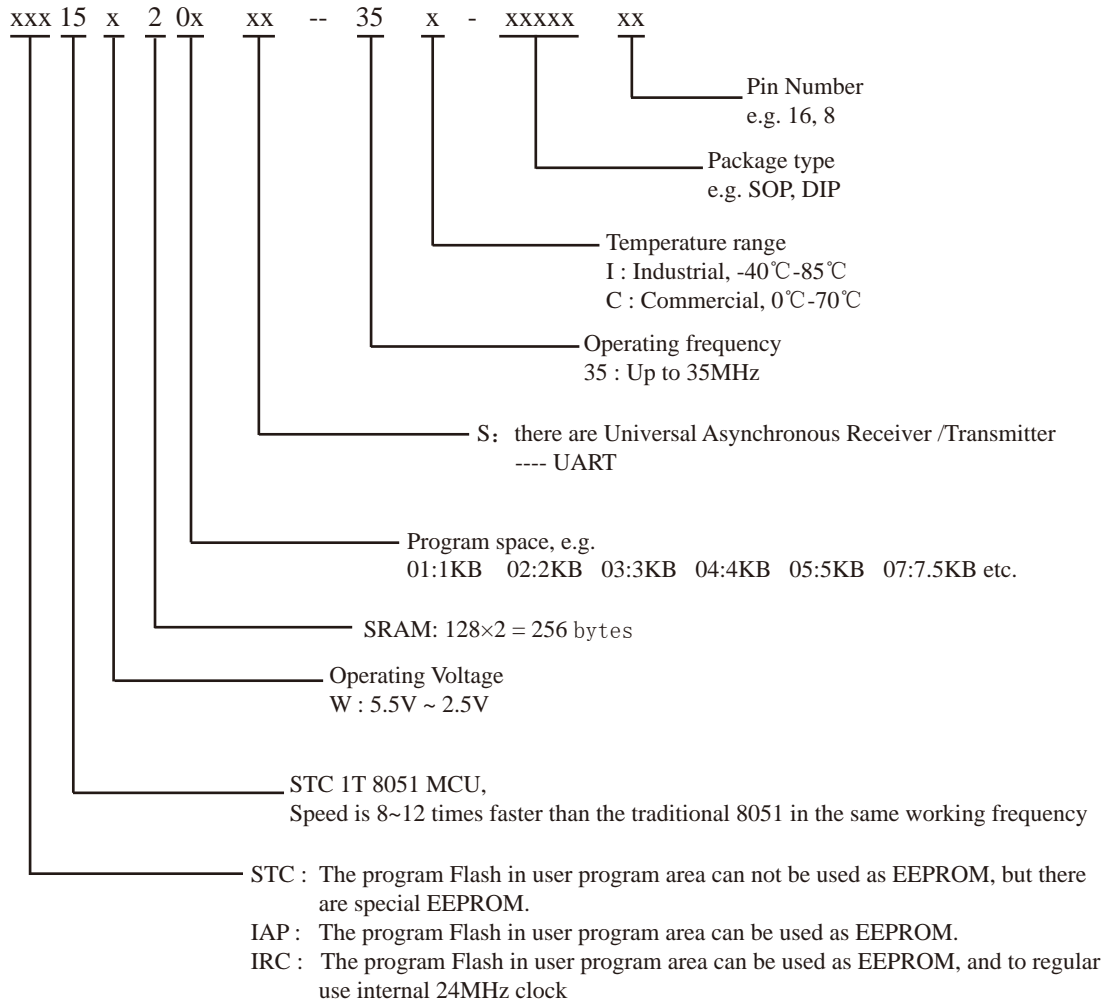 xxx 15 x 2 0x xx -- 35 x - xxxxx xx
Pin Number
e.g. 16, 8
Package type
e.g. SOP, DIP
Temperature range
I : Industrial, -40℃-85℃
C : Commercial, 0℃-70℃
Operating frequency
35 : Up to 35MHz
S：there are Universal Asynchronous Receiver /Transmitter
---- UART
Program space, e.g.
01:1KB 02:2KB 03:3KB 04:4KB 05:5KB 07:7.5KB etc.
SRAM: 128×2 = 256 bytes
Operating Voltage
W : 5.5V ~ 2.5V
STC 1T 8051 MCU,
Speed is 8~12 times faster than the traditional 8051 in the same working frequency
STC : The program Flash in user program area can not be used as EEPROM, but there
are special EEPROM.
IAP : The program Flash in user program area can be used as EEPROM.
IRC : The program Flash in user program area can be used as EEPROM, and to regular
use internal 24MHz clock